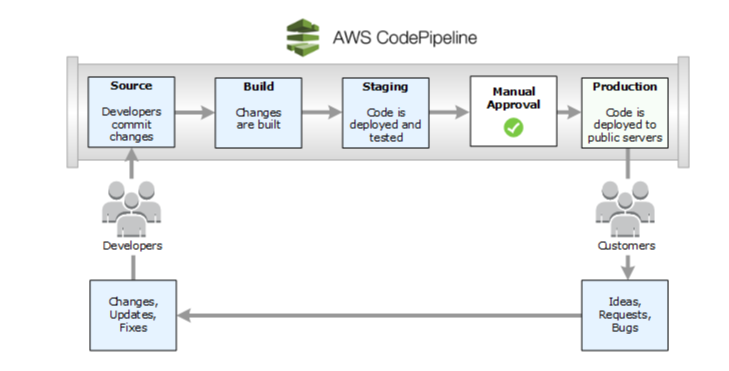 AWS CodePipeline
Source
Developers
commit
changes
Build
Changes
are built
Staging
Code is
deployed and
tested
Manual
Approval
Production
Code is
deployed to
public servers
Developers
Customers
Changes,
Updates,
Fixes
Ideas,
Requests,
Bugs